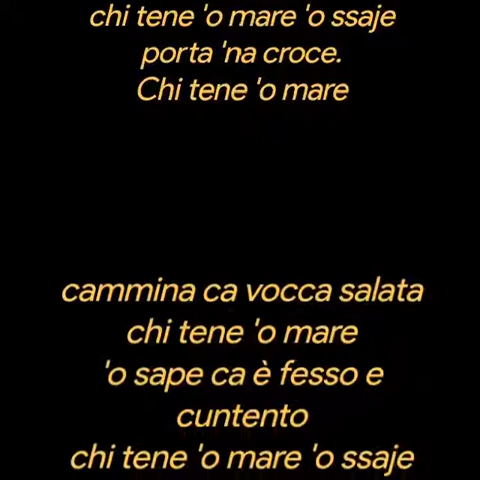 chi tene 'o mare 'o ssaje
porta 'na croce.
Chi tene 'o mare
cammina ca vocca salata
chi tene 'o mare
'o sape ca è fesso e
cuntento
chi tene 'o mare 'o ssaje